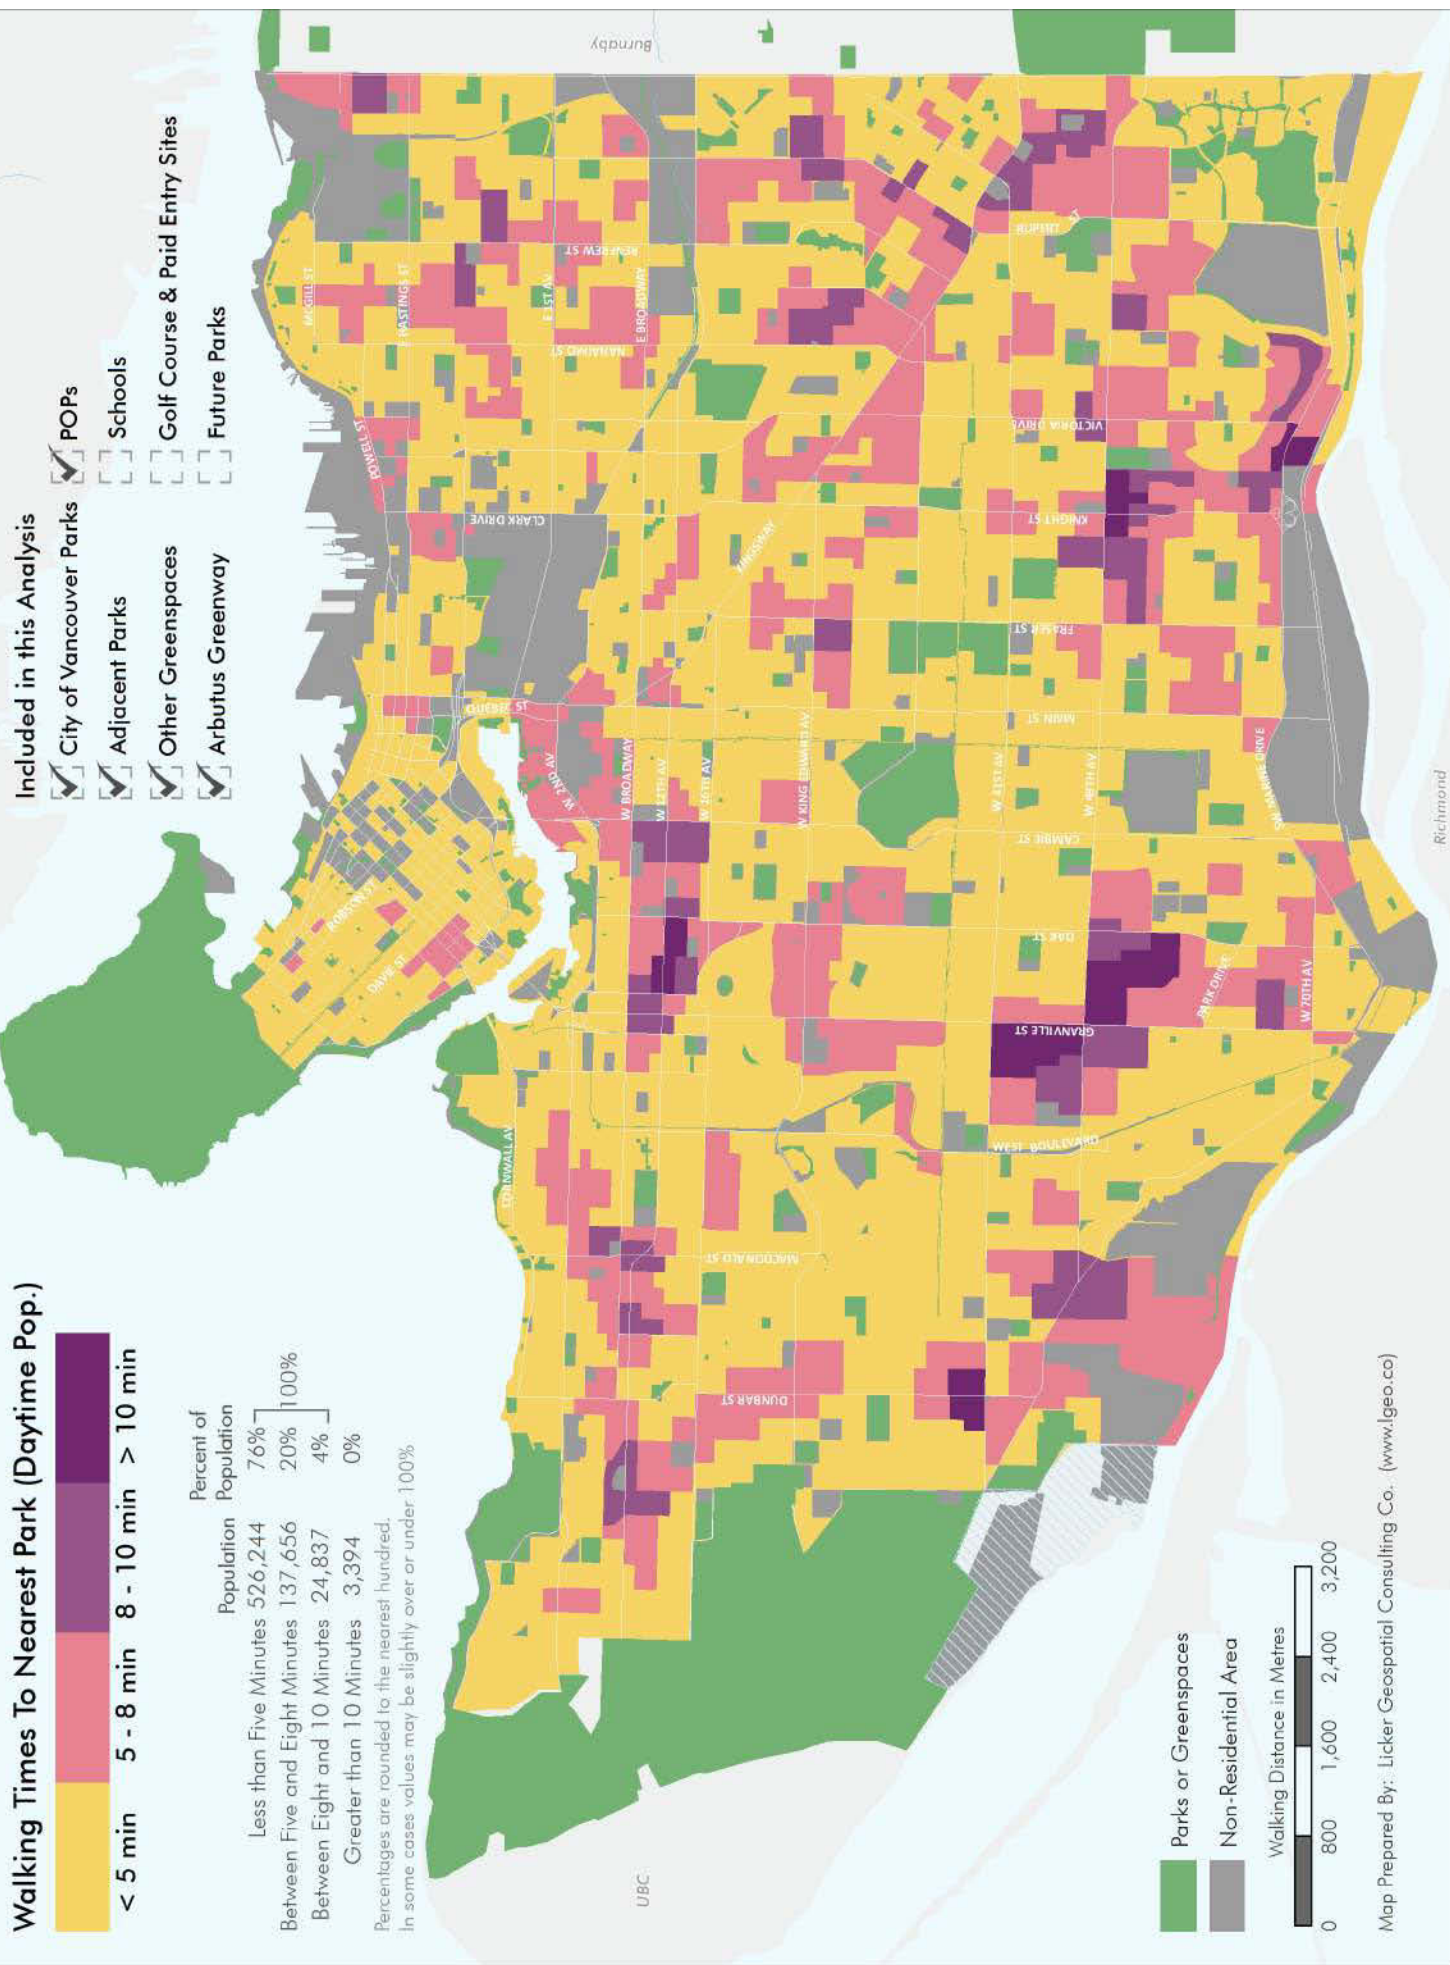 Walking Times To Nearest Park (Daytime Pop.)
< 5 min
5 - 8 min
8 - 10 min
> 10 min
Population
Percent of
Population
Less than Five Minutes 526,244 76%
Between Five and Eight Minutes 137,656 20%
Between Eight and 10 Minutes 24,837 4%
100%
Greater than 10 Minutes 3,394 0%
Percentages are rounded to the nearest hundred.
In some cases values may be slightly over or under 100%
Included in this Analysis
City of Vancouver Parks
POPs
Adjacent Parks
Schools
Other Greenspaces
Golf Course & Paid Entry Sites
Arbutus Greenway
Future Parks
UBC
Burnaby
Richmond
MCGILL ST
E HASTINGS ST
POWELL ST
E 1ST AV
E BROADWAY
RENFREW ST
NANAIMO ST
RUPERT ST
CLARK DRIVE
VICTORIA DRIVE
KNIGHT ST
KINGSWAY
FRASER ST
QUEBEC ST
MAIN ST
W 2ND AV
W BROADWAY
W 12TH AV
W 16TH AV
W KING EDWARD AV
W 41ST AV
W 49TH AV
SW MARINE DRIVE
CAMBIE ST
ROBSON ST
DAVIE ST
OAK ST
PARK DRIVE
W 70TH AV
GRANVILLE ST
WEST BOULEVARD
CORNWALL AV
MACDONALD ST
DUNBAR ST
Parks or Greenspaces
Non-Residential Area
Walking Distance in Metres
0 800 1,600 2,400 3,200
Map Prepared By: Licker Geospatial Consulting Co. (www.lgeo.co)